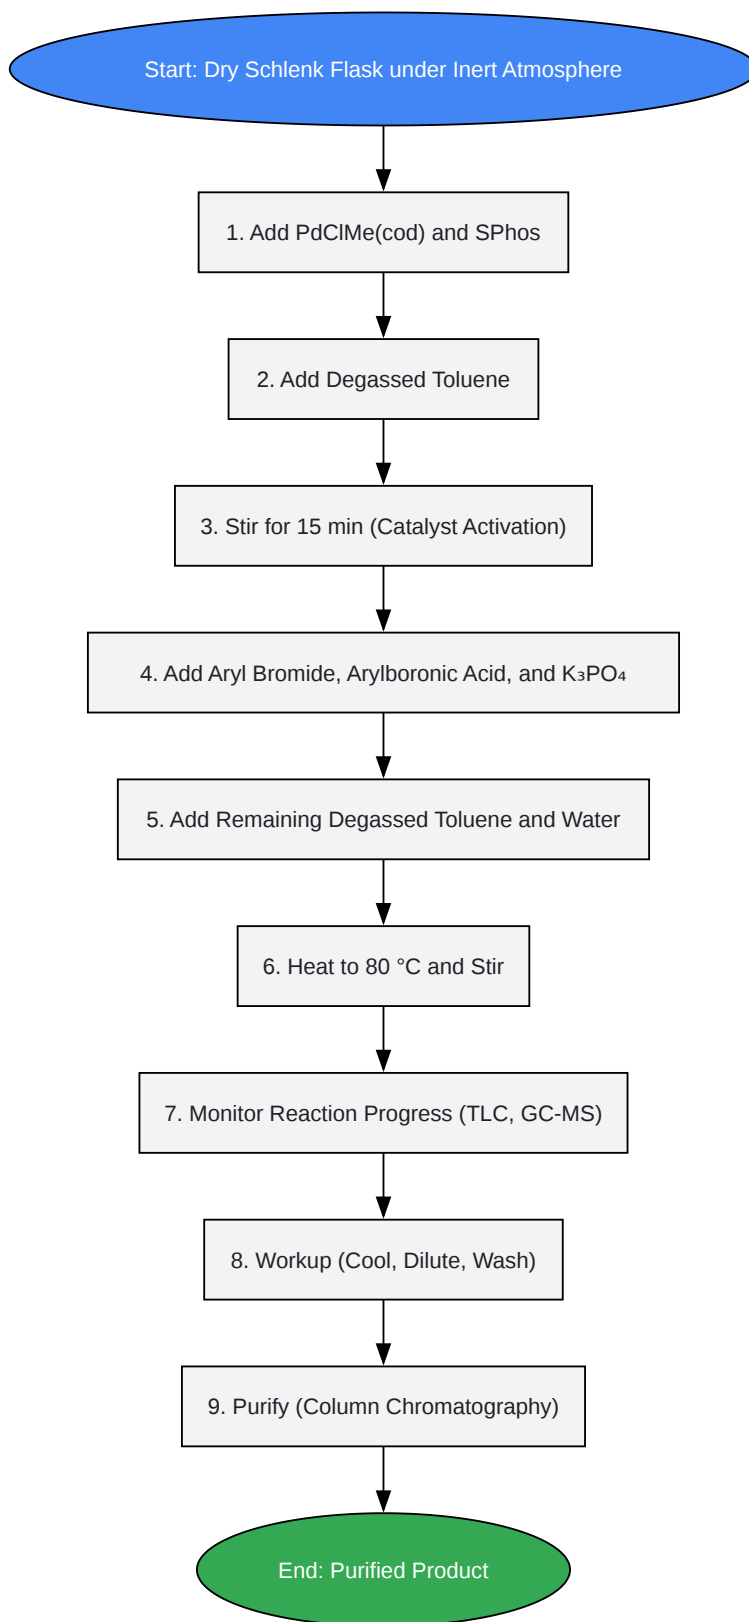 Start: Dry Schlenk Flask under Inert Atmosphere
1. Add PdClMe(cod) and SPhos
2. Add Degassed Toluene
3. Stir for 15 min (Catalyst Activation)
4. Add Aryl Bromide, Arylboronic Acid, and K₃PO₄
5. Add Remaining Degassed Toluene and Water
6. Heat to 80 °C and Stir
7. Monitor Reaction Progress (TLC, GC-MS)
8. Workup (Cool, Dilute, Wash)
9. Purify (Column Chromatography)
End: Purified Product